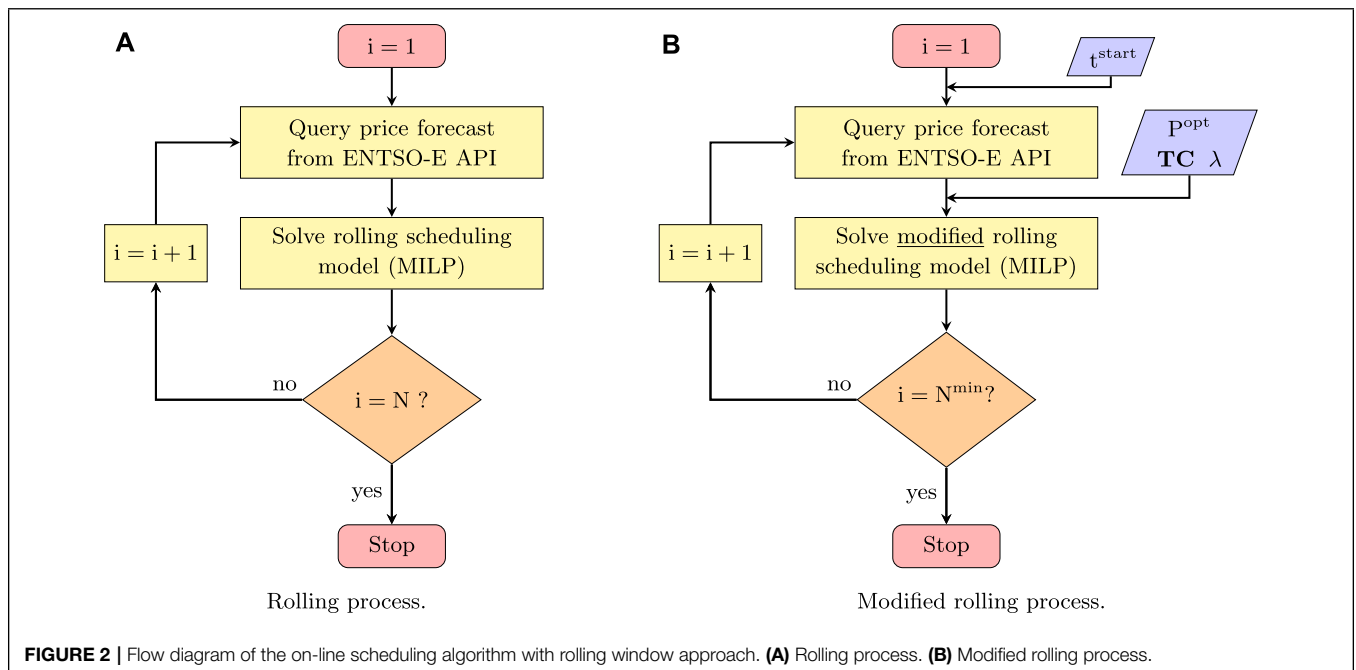 A
i = 1
Query price forecast
from ENTSO-E API
Solve rolling scheduling
model (MILP)
i = i + 1
no
i = N ?
yes
Stop
Rolling process.
B
i = 1
t^start
Query price forecast
from ENTSO-E API
P^opt
TC λ
Solve modified rolling
scheduling model (MILP)
i = i + 1
no
i = N^min?
yes
Stop
Modified rolling process.
FIGURE 2 | Flow diagram of the on-line scheduling algorithm with rolling window approach. (A) Rolling process. (B) Modified rolling process.